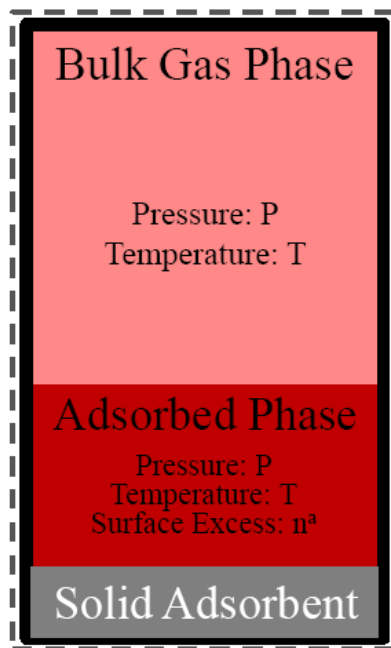 Bulk Gas Phase
Pressure: P
Temperature: T
Adsorbed Phase
Pressure: P
Temperature: T
Surface Excess: nᵃ
Solid Adsorbent